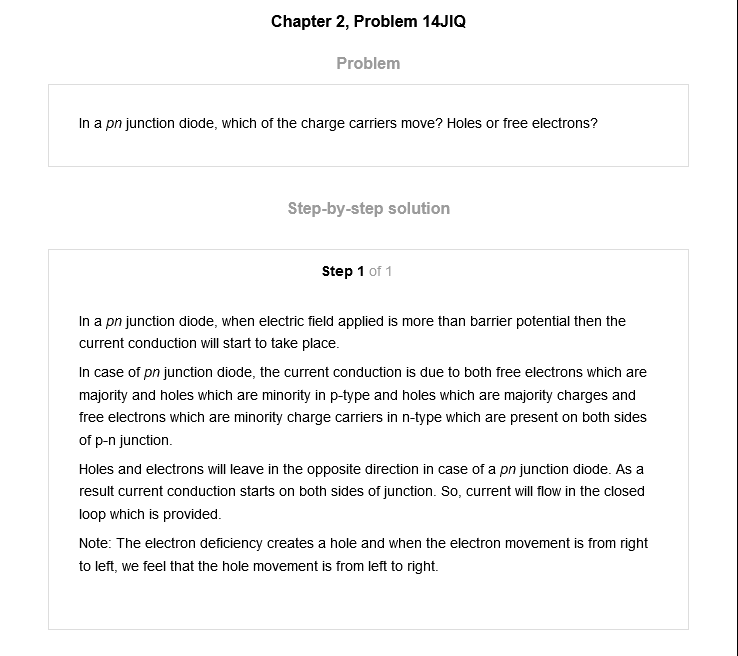 Chapter 2, Problem 14JIQ
Problem
In a pn junction diode, which of the charge carriers move? Holes or free electrons?
Step-by-step solution
Step 1 of 1
In a pn junction diode, when electric field applied is more than barrier potential then the
current conduction will start to take place.
In case of pn junction diode, the current conduction is due to both free electrons which are
majority and holes which are minority in p-type and holes which are majority charges and
free electrons which are minority charge carriers in n-type which are present on both sides
of p-n junction.
Holes and electrons will leave in the opposite direction in case of a pn junction diode. As a
result current conduction starts on both sides of junction. So, current will flow in the closed
loop which is provided.
Note: The electron deficiency creates a hole and when the electron movement is from right
to left, we feel that the hole movement is from left to right.